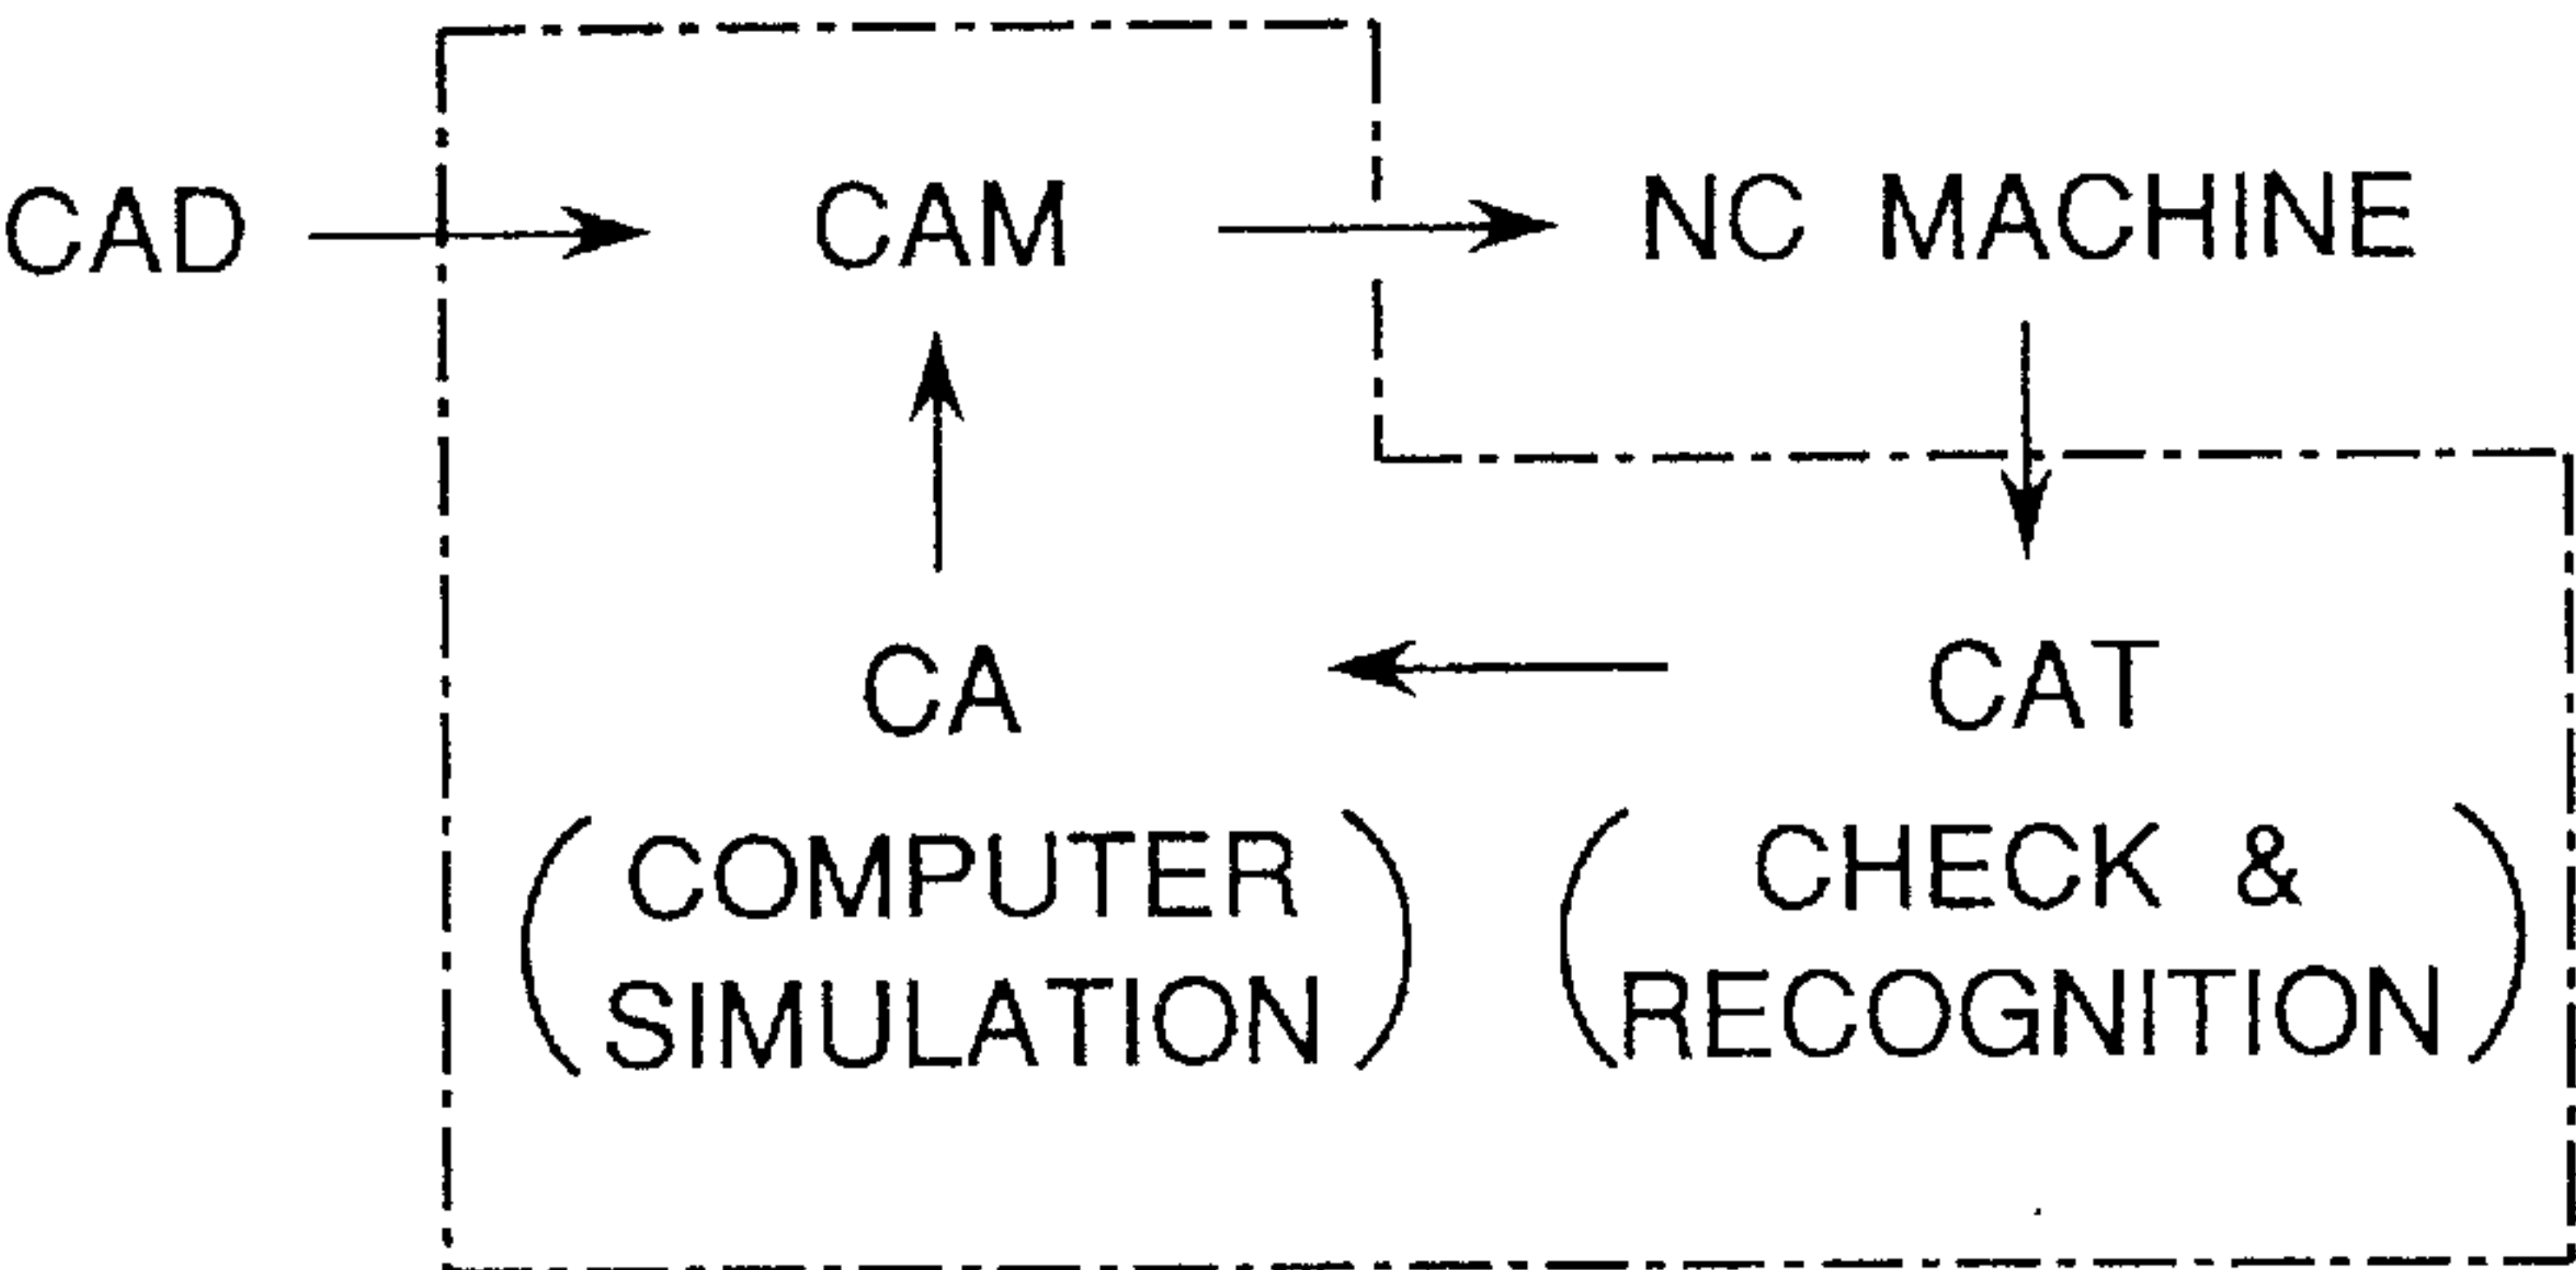 CAD
CAM
NC MACHINE
CA
(COMPUTER
SIMULATION)
CAT
(CHECK &
RECOGNITION)